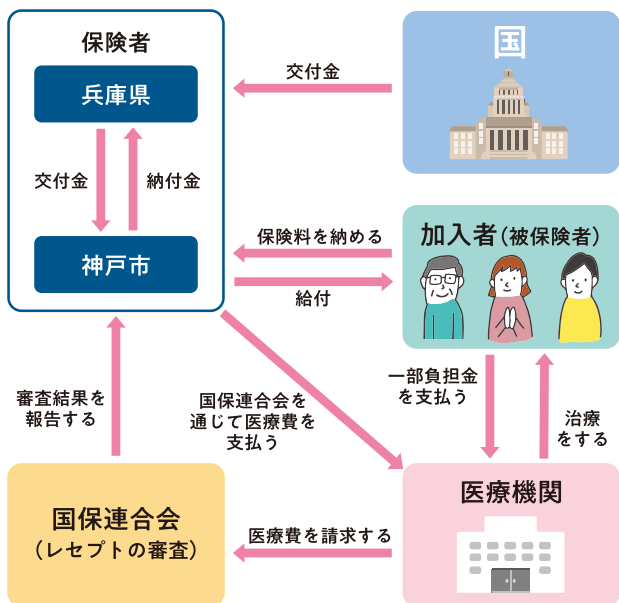 保険者
兵庫県
交付金
納付金
神戸市
交付金
国
保険料を納める
給付
加入者(被保険者)
審査結果を
報告する
国保連合会を
通じて医療費を
支払う
一部負担金
を支払う
治療
をする
国保連合会
(レセプトの審査)
医療費を請求する
医療機関